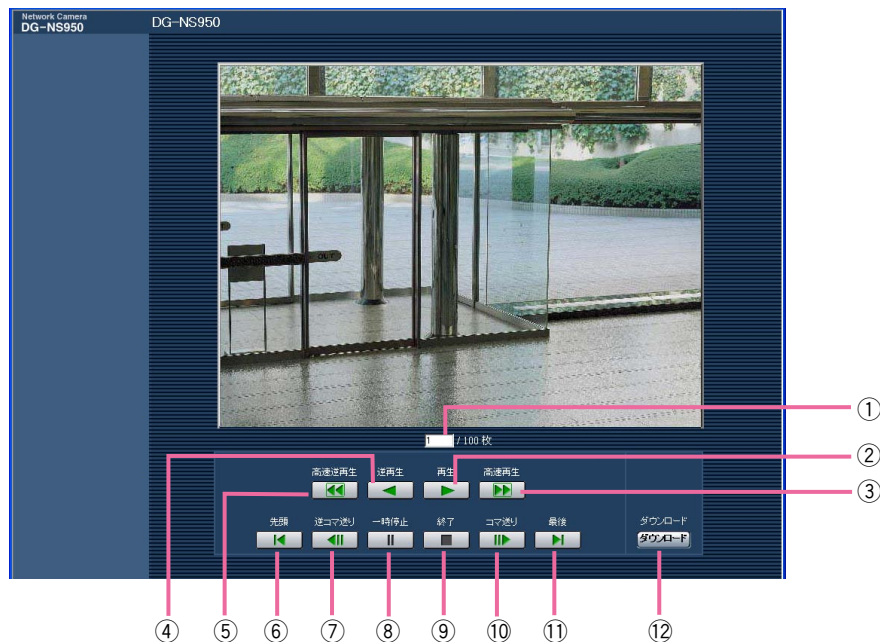 Network Camera
DG-NS950
DG-NS950
OUT
1 / 100 枚
①
②
③
④
⑤
高速逆再生 逆再生 再生 高速再生
先頭 逆コマ送り 一時停止 終了 コマ送り 最後 ダウンロード
ダウンロード
⑥
⑦
⑧
⑨
⑩
⑪
⑫